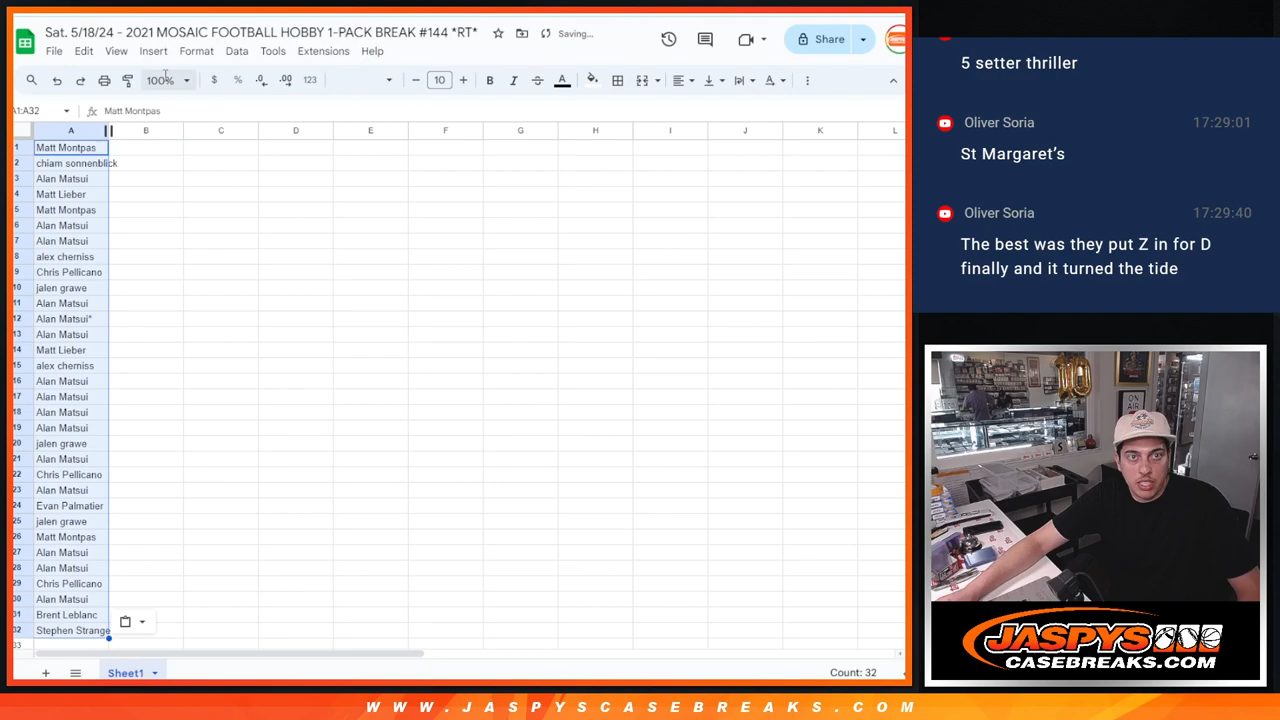 Sat. 5/18/24 - 2021 MOSAIC FOOTBALL HOBBY 1-PACK BREAK #144 *RT*
Saving...
Share
File Edit View Insert Format Data Tools Extensions Help
100% $ % .0 .00 123 10 B I A
A1:A32 fx Matt Montpas
A B C D E F G H I J K L
1 Matt Montpas
2 chiam sonnenblick
3 Alan Matsui
4 Matt Lieber
5 Matt Montpas
6 Alan Matsui
7 Alan Matsui
8 alex cherniss
9 Chris Pellicano
10 jalen grawe
11 Alan Matsui
12 Alan Matsui*
13 Alan Matsui
14 Matt Lieber
15 alex cherniss
16 Alan Matsui
17 Alan Matsui
18 Alan Matsui
19 Alan Matsui
20 jalen grawe
21 Alan Matsui
22 Chris Pellicano
23 Alan Matsui
24 Evan Palmatier
25 jalen grawe
26 Matt Montpas
27 Alan Matsui
28 Alan Matsui
29 Chris Pellicano
30 Alan Matsui
31 Brent Leblanc
32 Stephen Strange
33
Sheet1
Count: 32
5 setter thriller
Oliver Soria 17:29:01
St Margaret’s
Oliver Soria 17:29:40
The best was they put Z in for D
finally and it turned the tide
10
ON AIR
JASPYS
CASEBREAKS.COM
WWW.JASPYSCASEBREAKS.COM